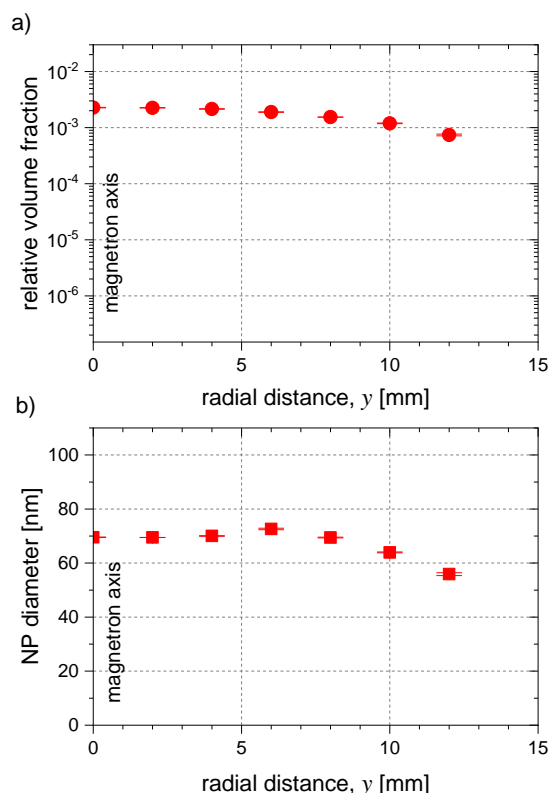 a)
relative volume fraction
10⁻²
10⁻³
10⁻⁴
10⁻⁵
10⁻⁶
magnetron axis
0 5 10 15
radial distance, y [mm]
b)
NP diameter [nm]
100
80
60
40
20
0
magnetron axis
0 5 10 15
radial distance, y [mm]